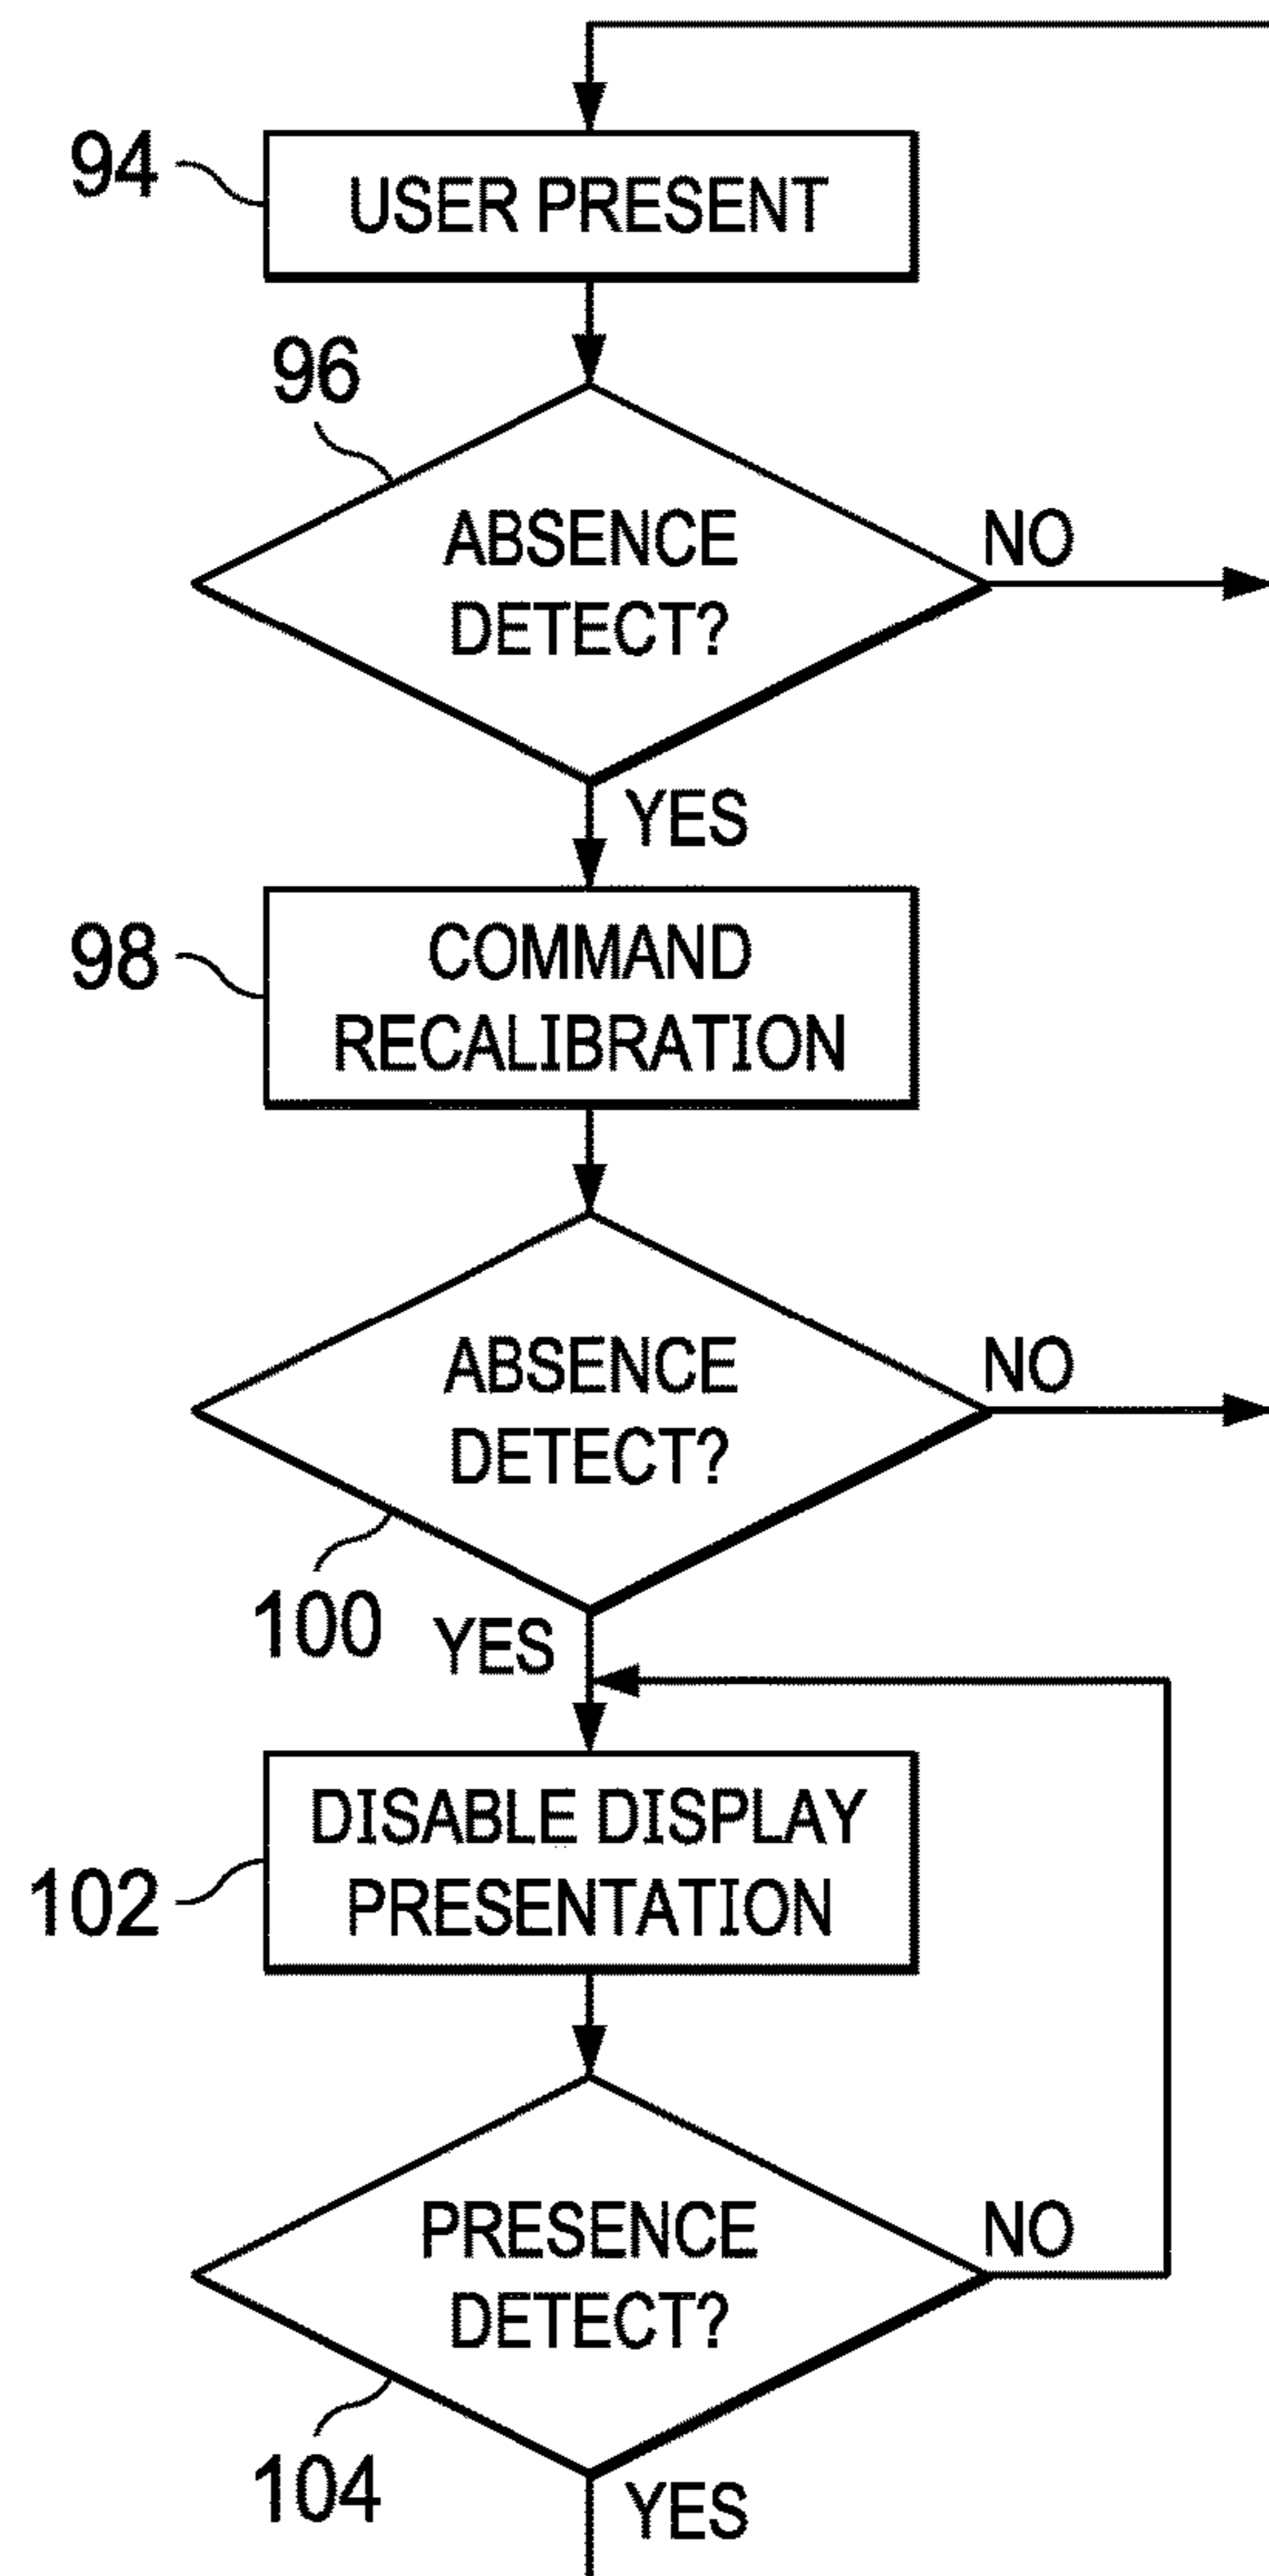 94
USER PRESENT
96
ABSENCE
DETECT?
NO
YES
98
COMMAND
RECALIBRATION
ABSENCE
DETECT?
NO
100
YES
102
DISABLE DISPLAY
PRESENTATION
PRESENCE
DETECT?
NO
104
YES